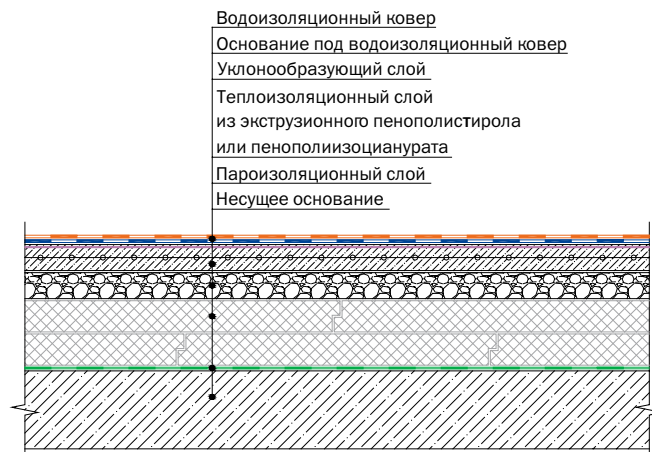 Водоизоляционный ковер
Основание под водоизоляционный ковер
Уклонообразующий слой
Теплоизоляционный слой
из экструзионного пенополистирола
или пенополиизоцианурата
Пароизоляционный слой
Несущее основание